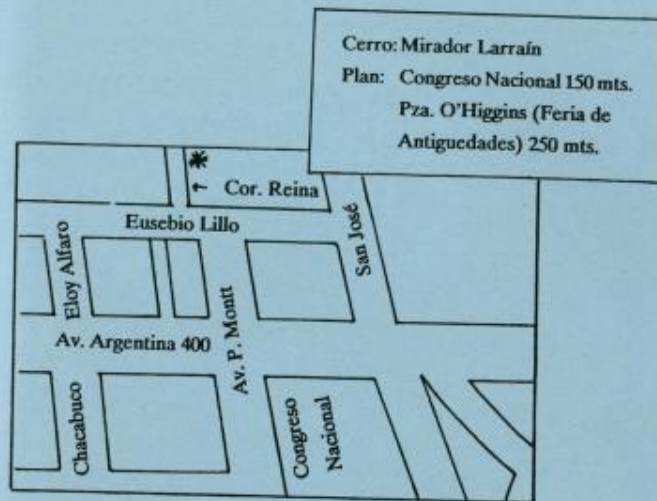 Cerro: Mirador Larraín
Plan: Congreso Nacional 150 mts.
Pza. O'Higgins (Feria de
Antiguedades) 250 mts.
Cor. Reina
Eusebio Lillo
Eloy Alfaro
San José
Av. Argentina 400
Av. P. Montt
Chacabuco
Congreso
Nacional